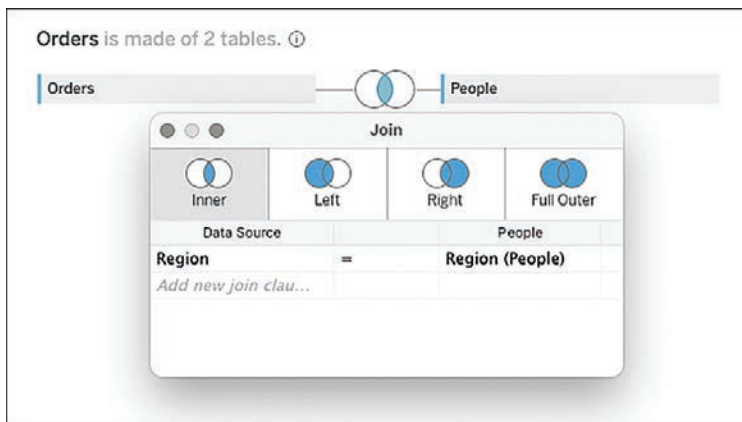 Orders is made of 2 tables. ⓘ
Orders People
Join
Inner Left Right Full Outer
Data Source People
Region = Region (People)
Add new join clau...